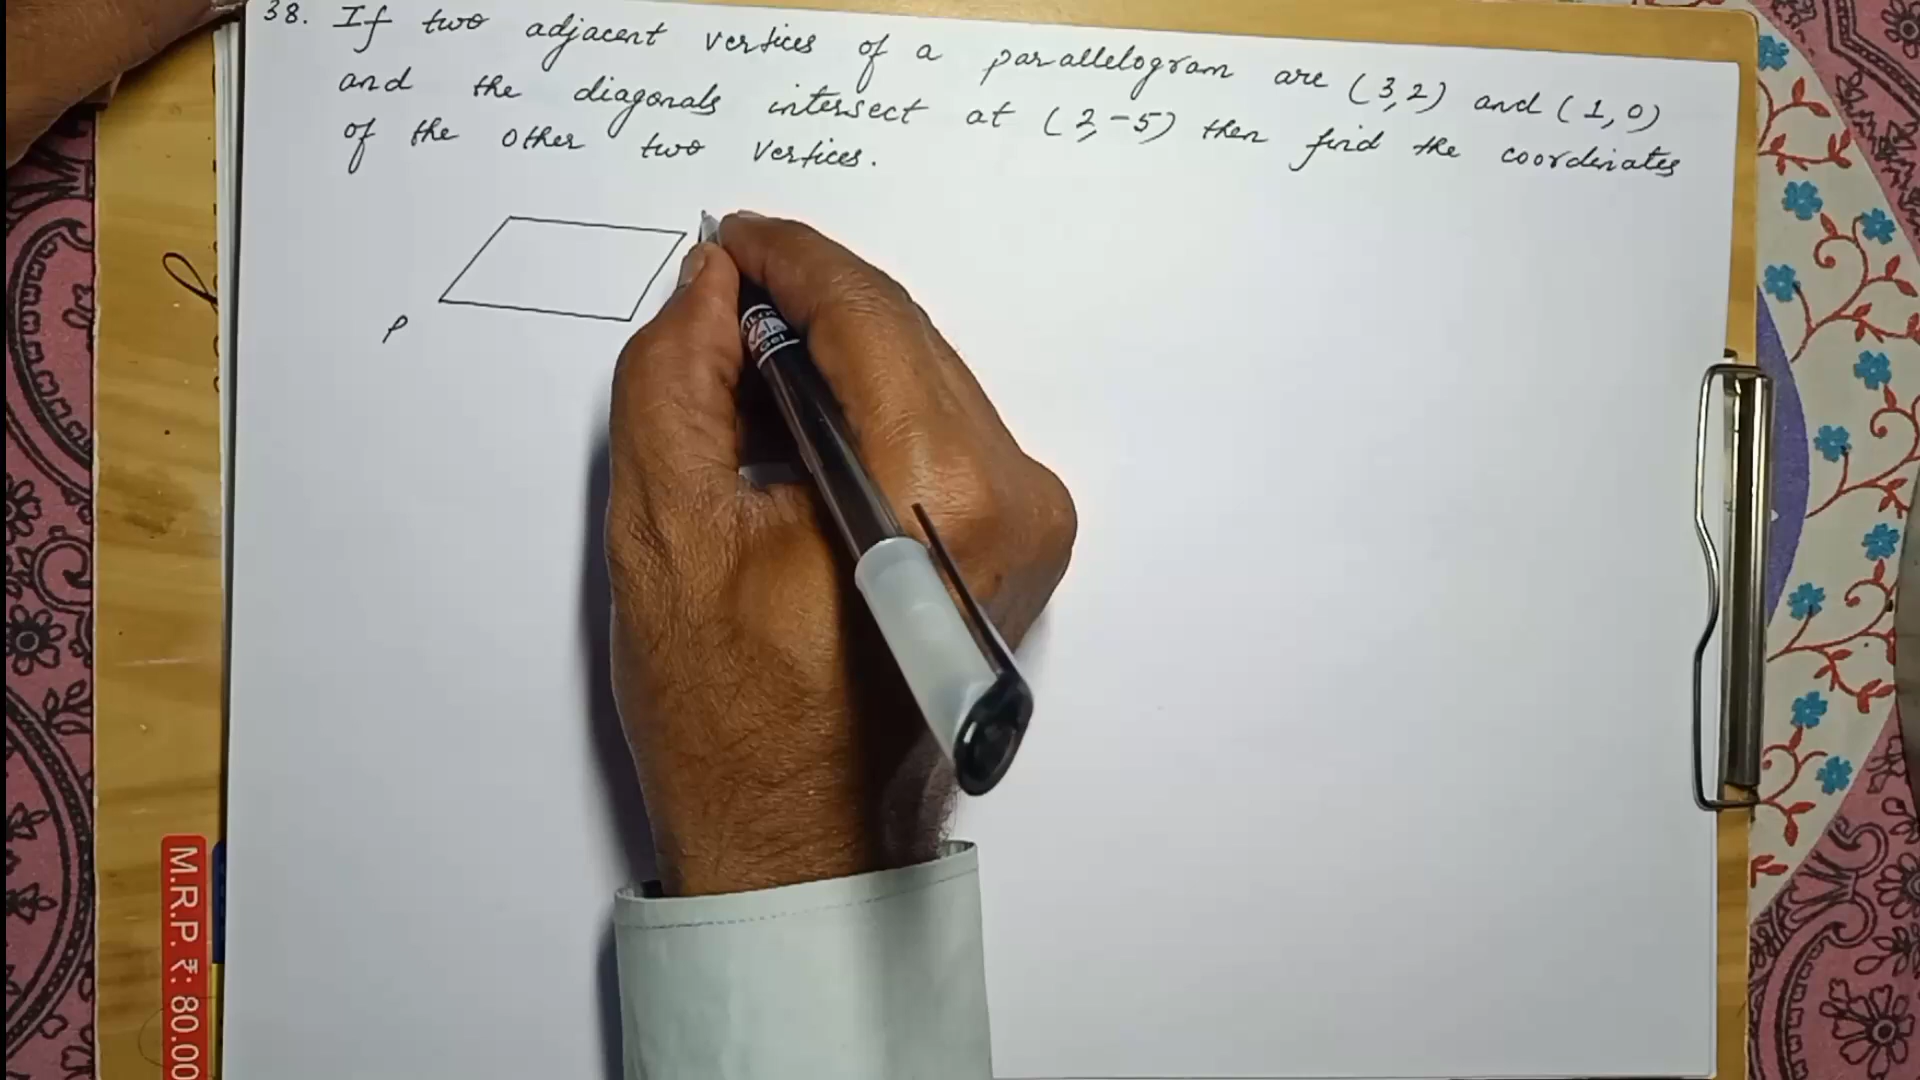 38. If two adjacent vertices of a parallelogram are (3,2) and (1,0)
and the diagonals intersect at (2,-5) then find the coordinates
of the other two vertices.
P
Gel
M.R.P. ₹: 80.00